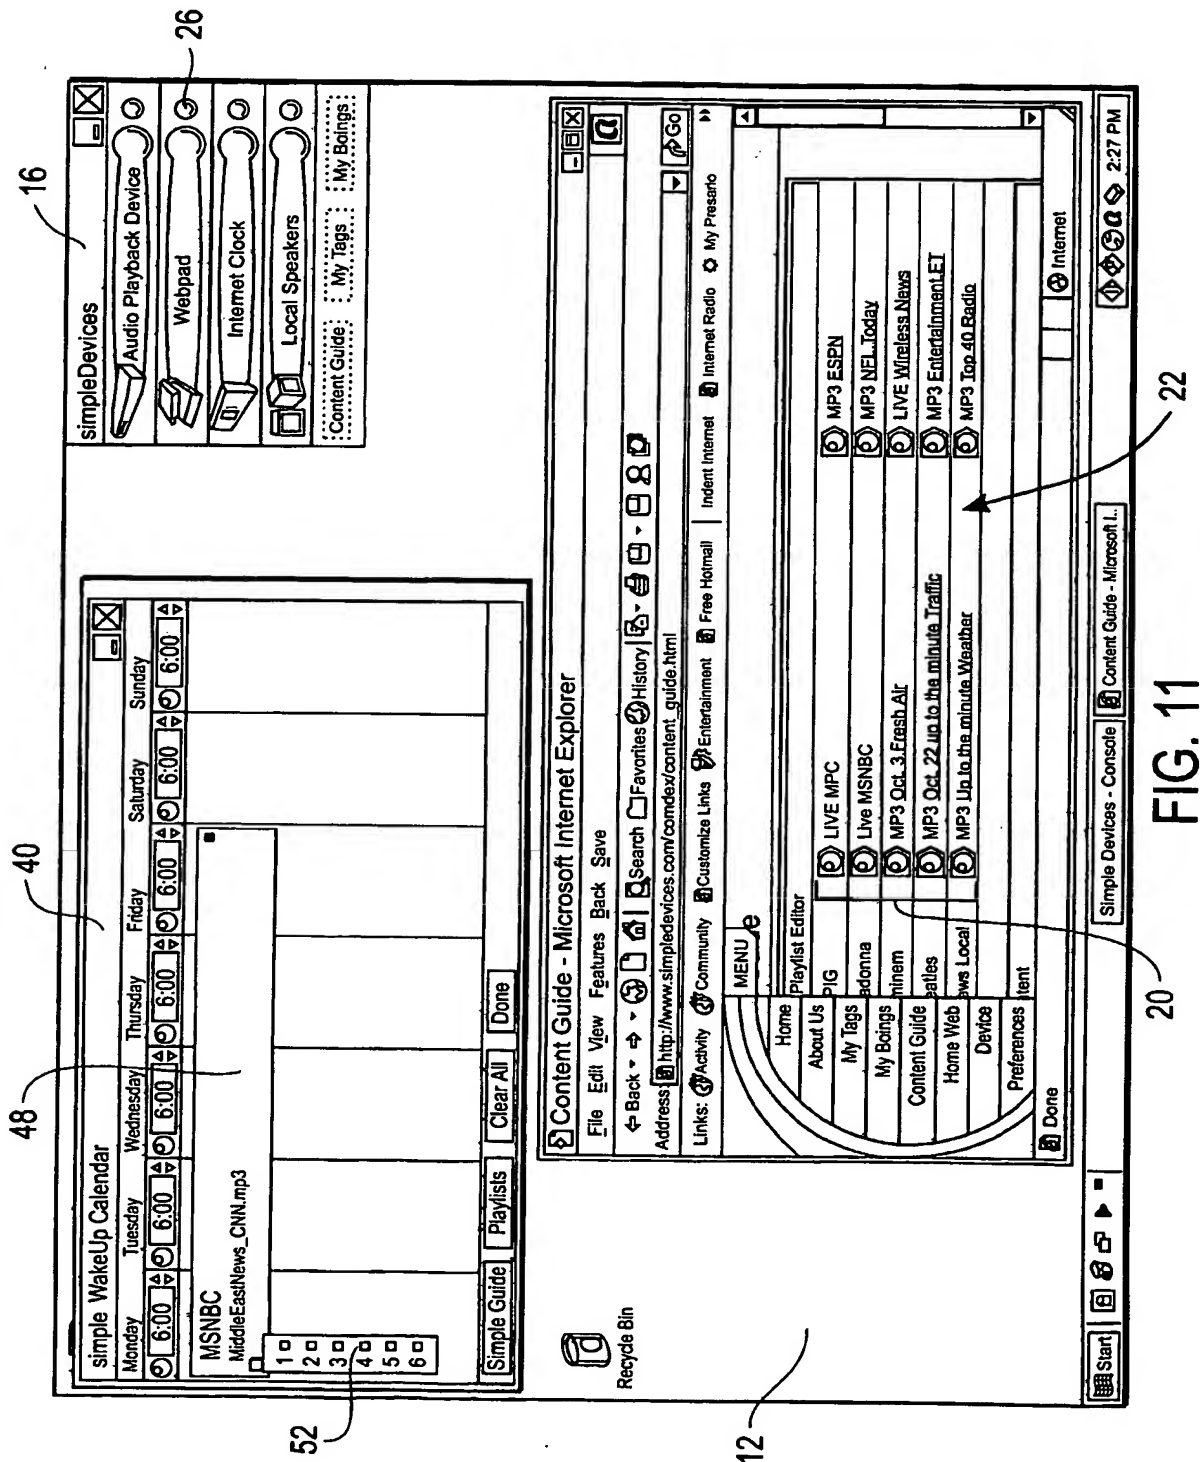 40
48
simple WakeUp Calendar
Monday Tuesday Wednesday Thursday Friday Saturday Sunday
6:00 6:00 6:00 6:00 6:00 6:00 6:00
MSNBC
MiddleEastNews_CNN.mp3
1
2
3
4
5
6
52
Simple Guide Playlists Clear All Done
16
simpleDevices
Audio Playback Device
Webpad
26
Internet Clock
Local Speakers
Content Guide My Tags My Boings
Recycle Bin
12
Content Guide - Microsoft Internet Explorer
File Edit View Features Back Save
Back Search Favorites History
Address: http://www.simpledevices.com/comdex/content_guide.html Go
Links: Activity Community Customize Links Entertainment Free Hotmail Indent Internet Internet Radio My Presario
MENU e
Home
About Us
My Tags
My Boings
Content Guide
Home Web
Device
Preferences
Playlist Editor
PIG
adonna
minem
eatles
ews Local
tent
LIVE MPC MP3 ESPN
Live MSNBC MP3 NFL Today
MP3 Oct. 3 Fresh Air LIVE Wireless News
MP3 Oct. 22 up to the minute Traffic MP3 Entertainment ET
MP3 Up to the minute Weather MP3 Top 40 Radio
Done Internet
20
22
Start Simple Devices - Console Content Guide - Microsoft I.. 2:27 PM
FIG. 11